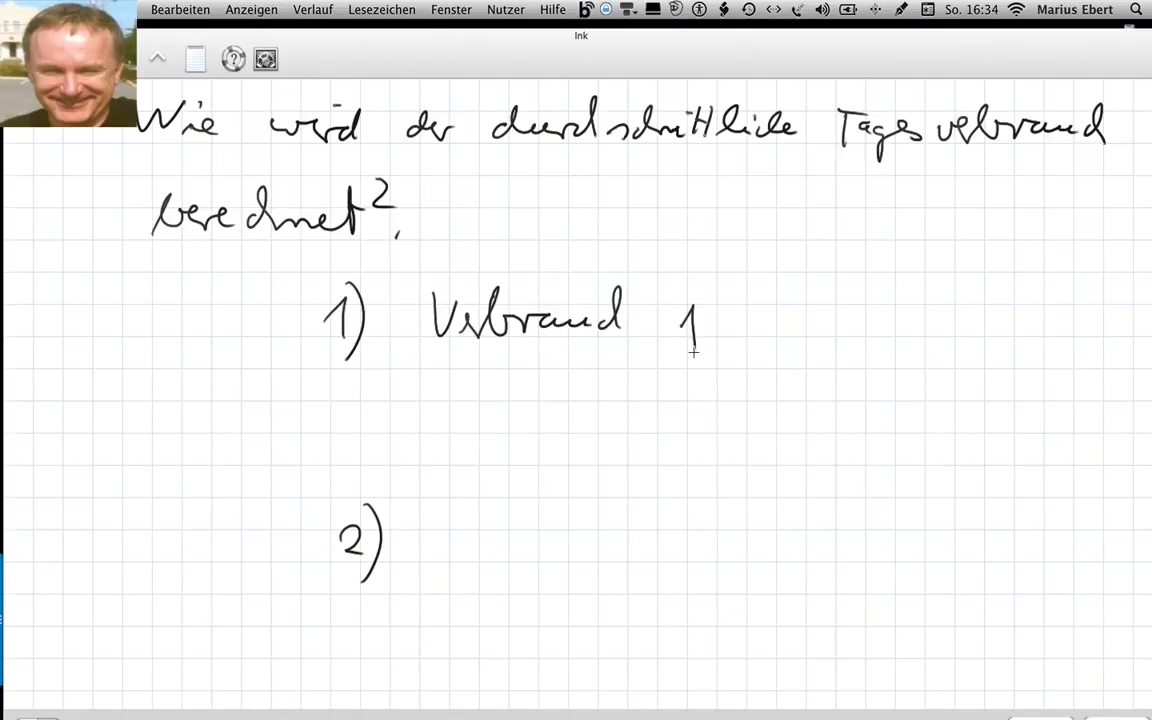 Bearbeiten Anzeigen Verlauf Lesezeichen Fenster Nutzer Hilfe So. 16:34 Marius Ebert
Ink
Wie wird der durchschnittliche Tagesverbrauch
berechnet?
1) Verbrauch 1
2)